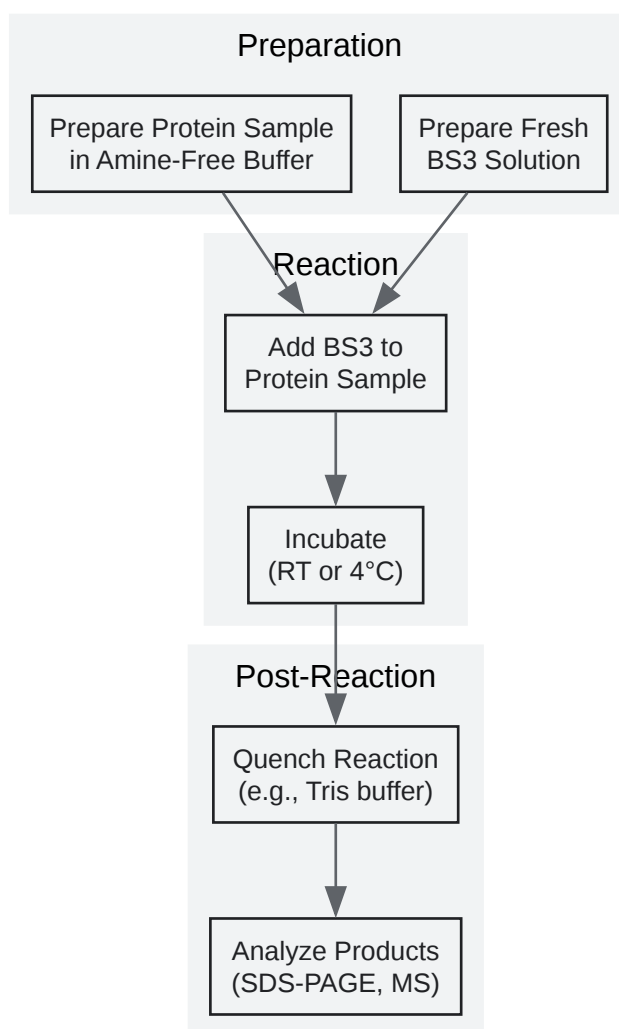 Preparation
Prepare Protein Sample
in Amine-Free Buffer
Prepare Fresh
BS3 Solution
Reaction
Add BS3 to
Protein Sample
Incubate
(RT or 4°C)
Post-Reaction
Quench Reaction
(e.g., Tris buffer)
Analyze Products
(SDS-PAGE, MS)